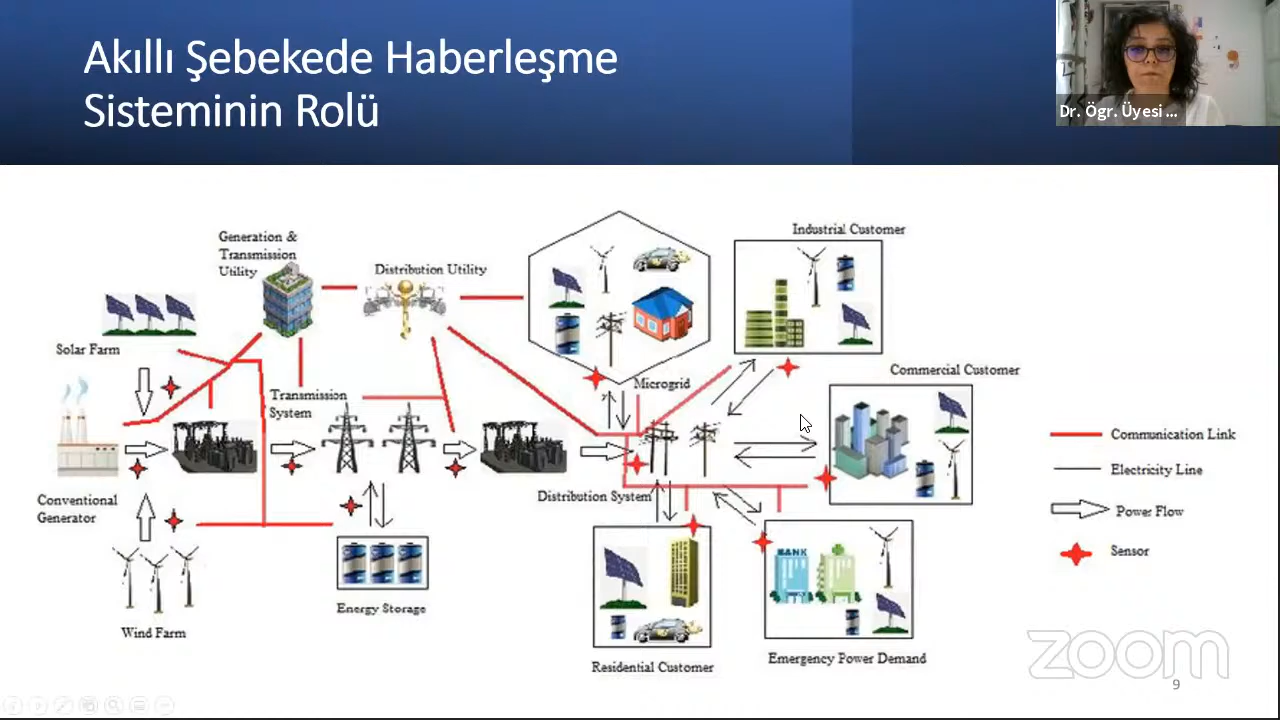 Akıllı Şebekede Haberleşme
Sisteminin Rolü
Dr. Ögr. Üyesi ...
Generation &
Transmission
Utility
Distribution Utility
Industrial Customer
Solar Farm
Microgrid
Commercial Customer
Transmission
System
Communication Link
Electricity Line
Conventional
Generator
Distribution System
Power Flow
Sensor
BANK
Energy Storage
Wind Farm
Residential Customer
Emergency Power Demand
zoom
9